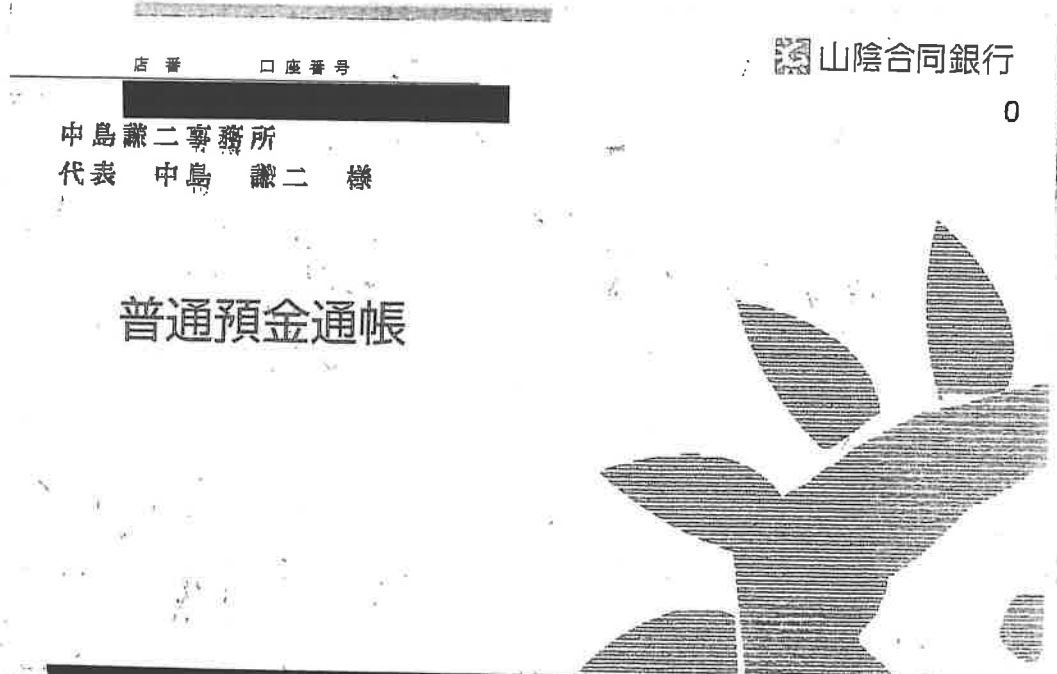 店番 口座番号
山陰合同銀行
0
中島謙二事務所
代表 中島 謙二 様
普通預金通帳